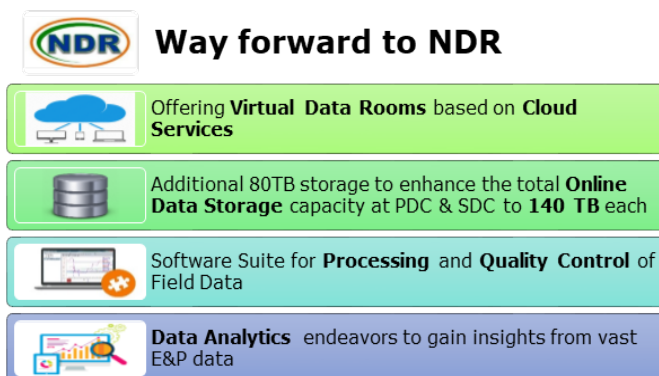 NDR
Way forward to NDR
Offering Virtual Data Rooms based on Cloud
Services
Additional 80TB storage to enhance the total Online
Data Storage capacity at PDC & SDC to 140 TB each
Software Suite for Processing and Quality Control of
Field Data
Data Analytics endeavors to gain insights from vast
E&P data